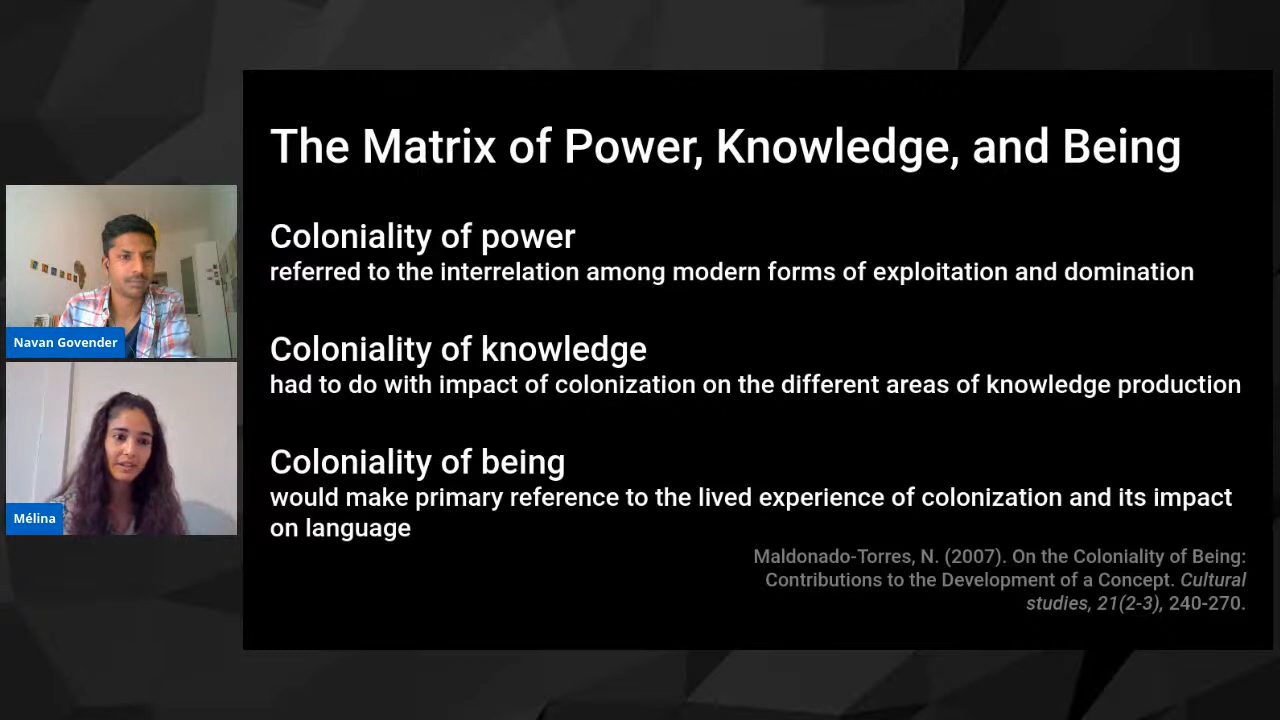 The Matrix of Power, Knowledge, and Being
Coloniality of power
referred to the interrelation among modern forms of exploitation and domination
Coloniality of knowledge
had to do with impact of colonization on the different areas of knowledge production
Coloniality of being
would make primary reference to the lived experience of colonization and its impact
on language
Maldonado-Torres, N. (2007). On the Coloniality of Being:
Contributions to the Development of a Concept. Cultural
studies, 21(2-3), 240-270.
Navan Govender
Mélina